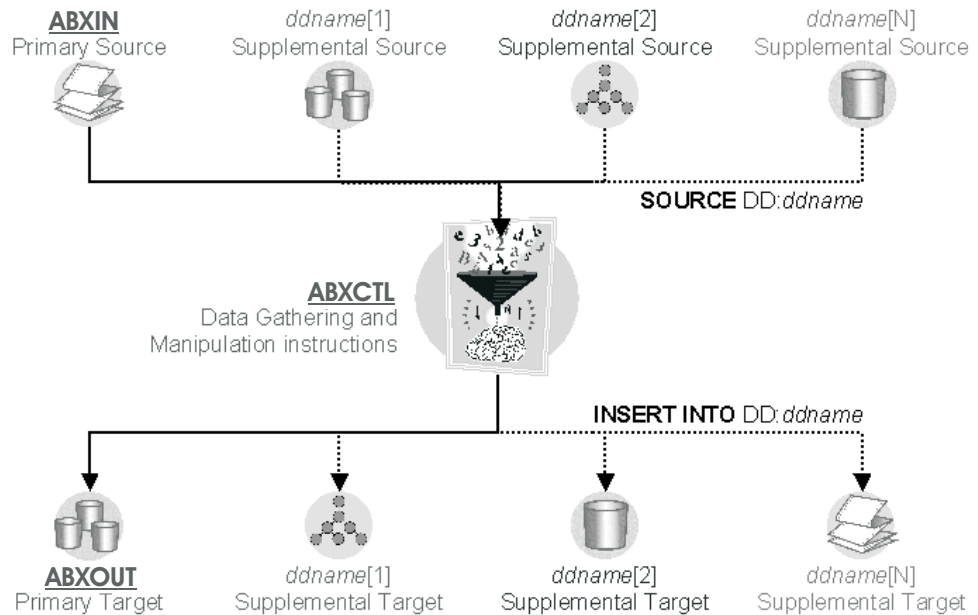 ABXIN
Primary Source
ddname[1]
Supplemental Source
ddname[2]
Supplemental Source
ddname[N]
Supplemental Source
SOURCE DD:ddname
ABXCTL
Data Gathering and
Manipulation instructions
INSERT INTO DD:ddname
ABXOUT
Primary Target
ddname[1]
Supplemental Target
ddname[2]
Supplemental Target
ddname[N]
Supplemental Target